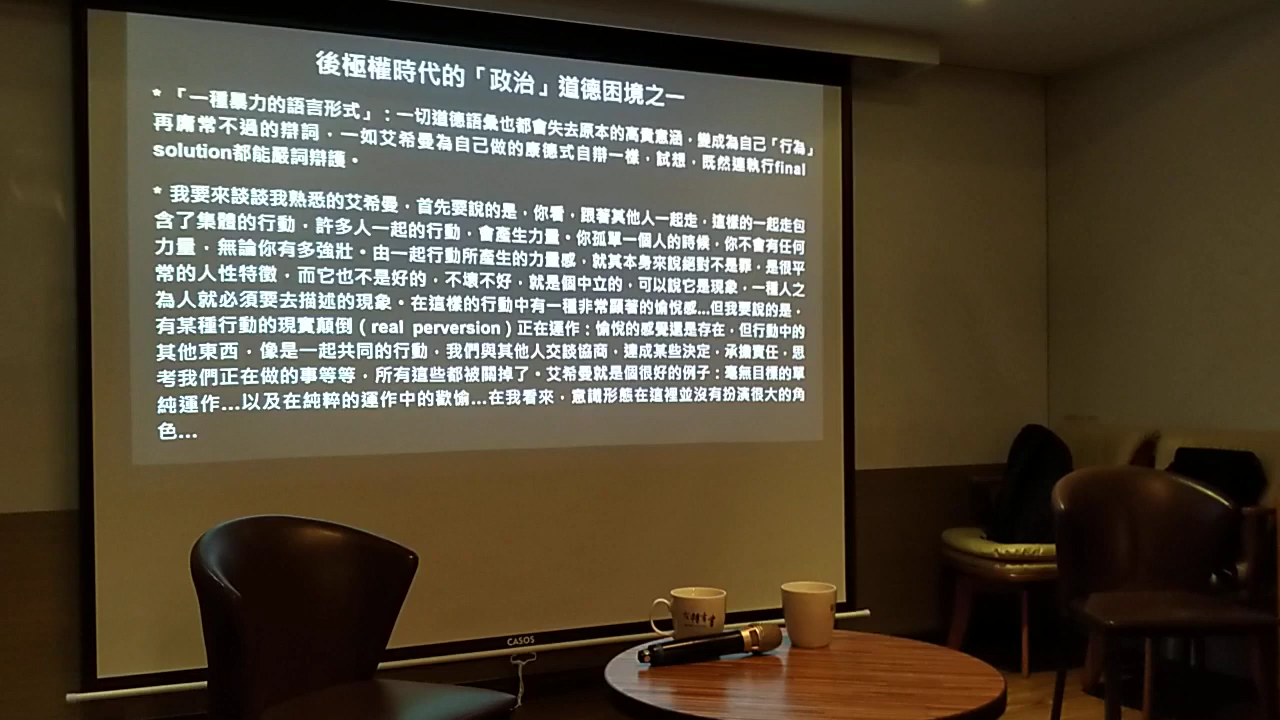 後極權時代的「政治」道德困境之一
* 「一種暴力的語言形式」：一切道德語彙也都會失去原本的高貴意涵，變成為自己「行為」
再庸常不過的辯詞，一如艾希曼為自己做的康德式自辯一樣，試想，既然連執行final
solution都能嚴詞辯護。
* 我要來談談我熟悉的艾希曼，首先要說的是，你看，跟著其他人一起走，這樣的一起走包
含了集體的行動，許多人一起的行動，會產生力量。你孤單一個人的時候，你不會有任何
力量，無論你有多強壯。由一起行動所產生的力量感，就其本身來說絕對不是罪，是很平
常的人性特徵，而它也不是好的，不壞不好，就是個中立的，可以說它是現象，一種人之
為人就必須要去描述的現象。在這樣的行動中有一種非常顯著的愉悅感...但我要說的是，
有某種行動的現實顛倒（real perversion）正在運作：愉悅的感覺還是存在，但行動中的
其他東西，像是一起共同的行動，我們與其他人交談協商，達成某些決定，承擔責任，思
考我們正在做的事等等，所有這些都被關掉了。艾希曼就是個很好的例子：毫無目標的單
純運作...以及在純粹的運作中的歡愉...在我看來，意識形態在這裡並沒有扮演很大的角
色...
CASOS